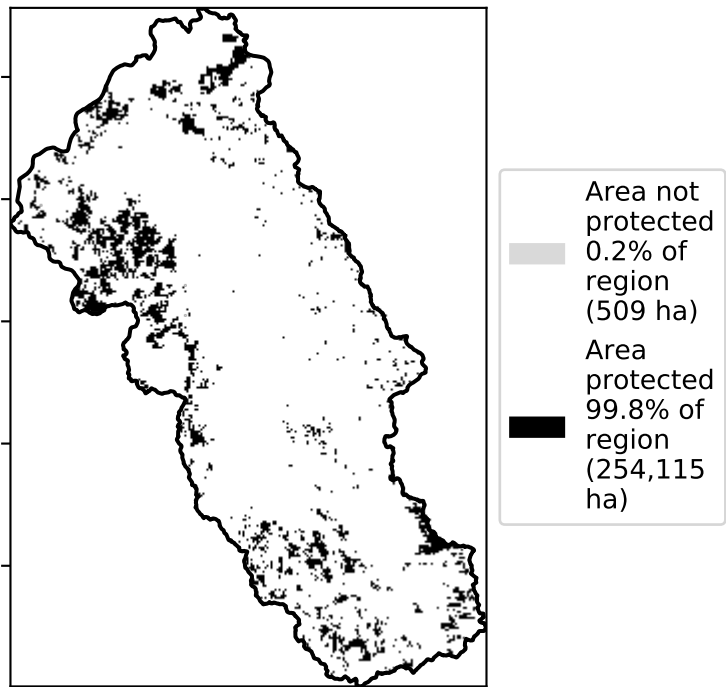 Area not
protected
0.2% of
region
(509 ha)
Area
protected
99.8% of
region
(254,115
ha)